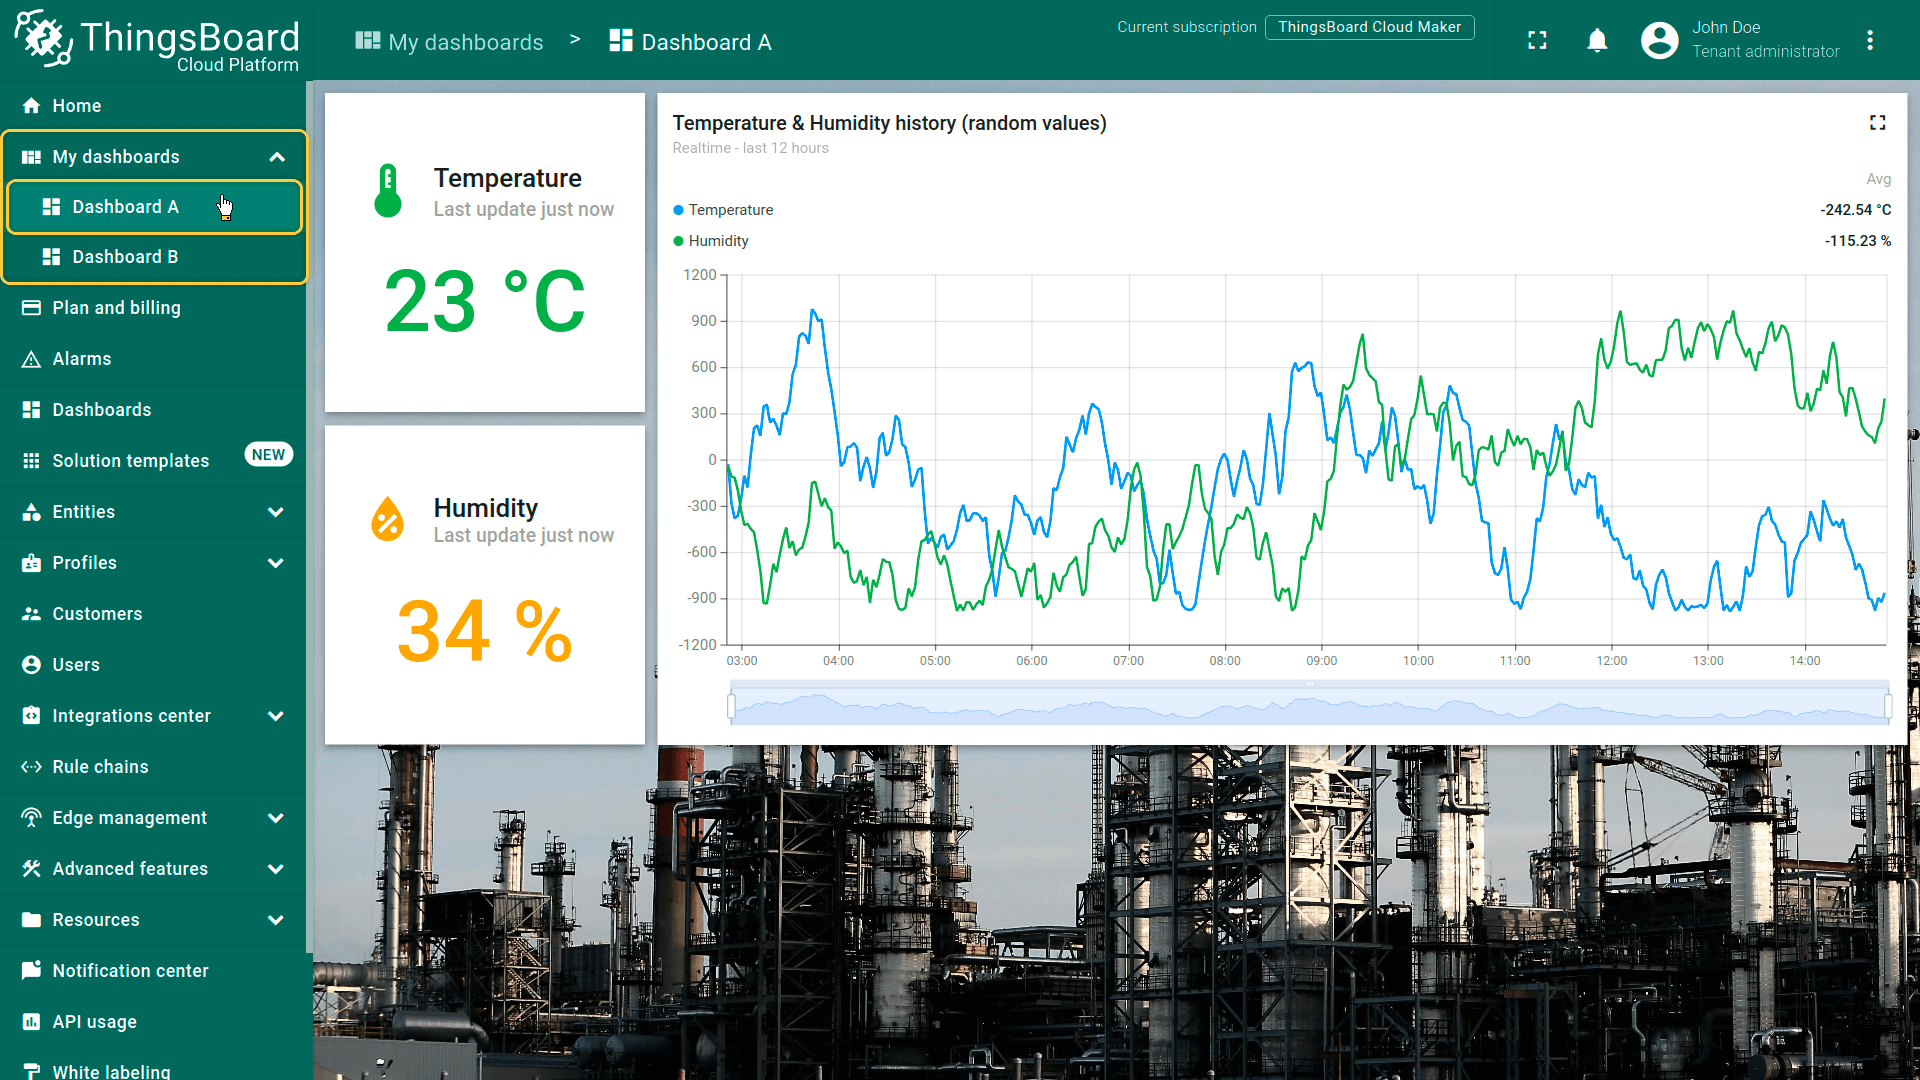 ThingsBoard
Cloud Platform
My dashboards > Dashboard A
Current subscription ThingsBoard Cloud Maker
John Doe
Tenant administrator
Home
My dashboards
Dashboard A
Dashboard B
Plan and billing
Alarms
Dashboards
Solution templates NEW
Entities
Profiles
Customers
Users
Integrations center
Rule chains
Edge management
Advanced features
Resources
Notification center
API usage
White labeling
Temperature
Last update just now
23 °C
Humidity
Last update just now
34 %
Temperature & Humidity history (random values)
Realtime - last 12 hours
Avg
Temperature -242.54 °C
Humidity -115.23 %
1200
900
600
300
0
-300
-600
-900
-1200
03:00 04:00 05:00 06:00 07:00 08:00 09:00 10:00 11:00 12:00 13:00 14:00